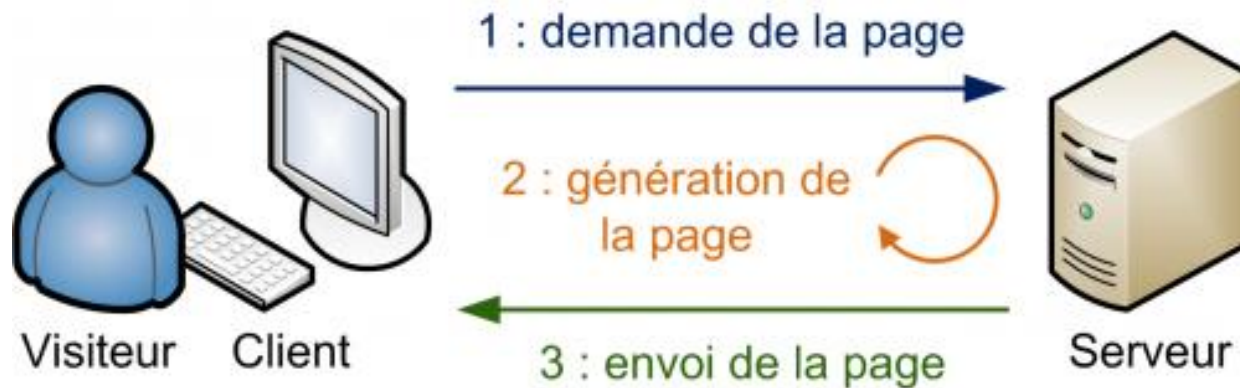 1 : demande de la page
2 : génération de
la page
3 : envoi de la page
Visiteur
Client
Serveur